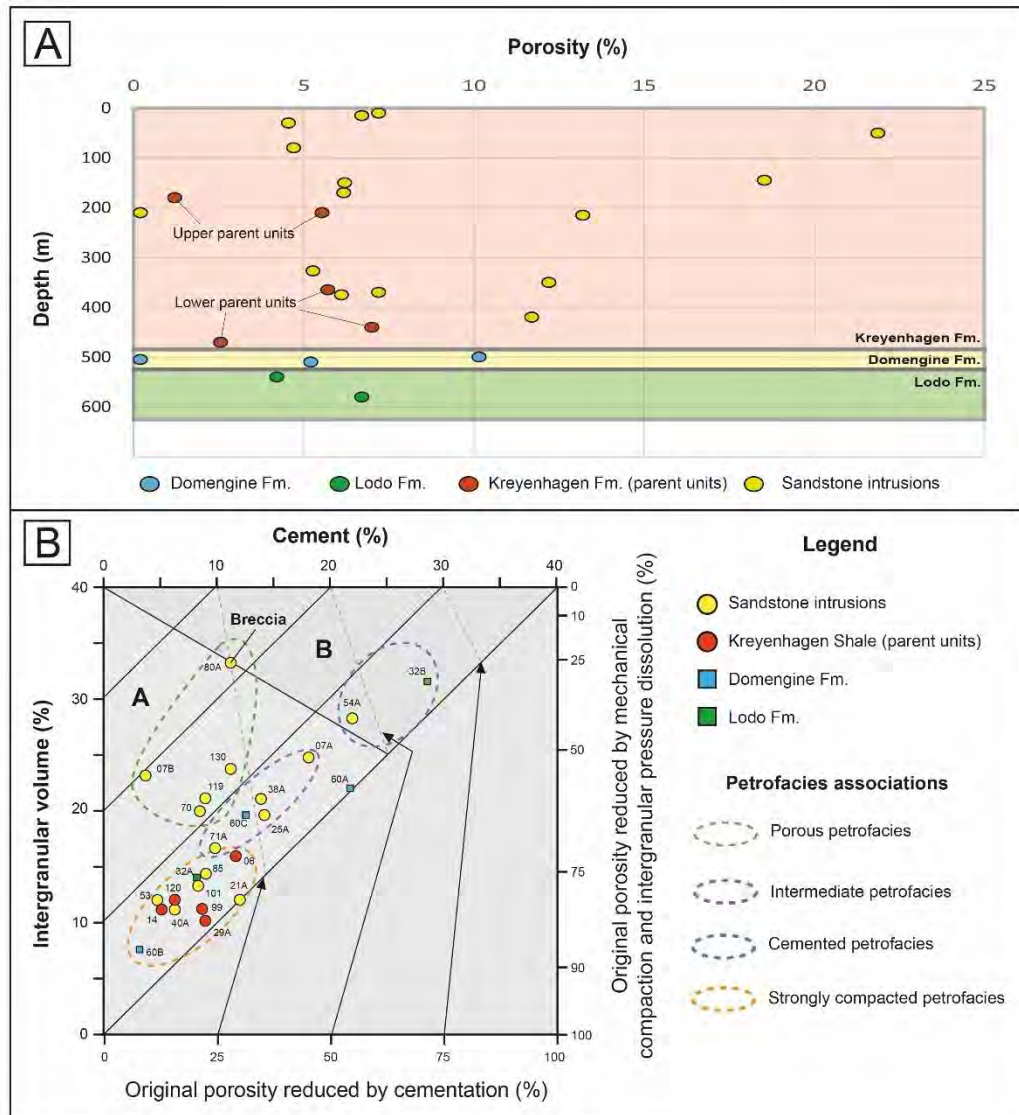 A
Porosity (%)
0 5 10 15 20 25
Depth (m)
0
100
200
300
400
500
600
Upper parent units
Lower parent units
Kreyenhagen Fm.
Domengine Fm.
Lodo Fm.
Domengine Fm. Lodo Fm. Kreyenhagen Fm. (parent units) Sandstone intrusions
B
Cement (%)
0 10 20 30 40
Intergranular volume (%)
40
30
20
10
0
Original porosity reduced by mechanical
compaction and intergranular pressure dissolution (%)
0
10
25
50
75
90
100
Breccia
80A
A
B
32B
54A
07B
130
07A
119
70
38A
60A
60C
25A
71A
06
32A
85
53
120
101
21A
14
40A
99
29A
60B
0 25 50 75 100
Original porosity reduced by cementation (%)
Legend
Sandstone intrusions
Kreyenhagen Shale (parent units)
Domengine Fm.
Lodo Fm.
Petrofacies associations
Porous petrofacies
Intermediate petrofacies
Cemented petrofacies
Strongly compacted petrofacies